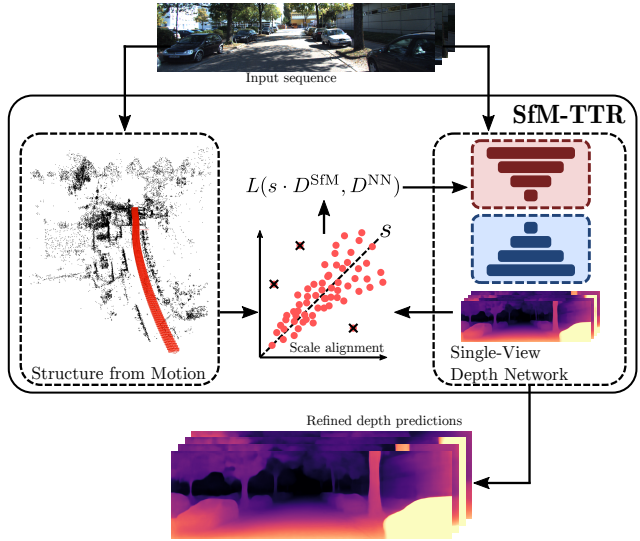 Input sequence
SfM-TTR
L(s · D^SfM, D^NN)
s
Scale alignment
Structure from Motion
Single-View
Depth Network
Refined depth predictions